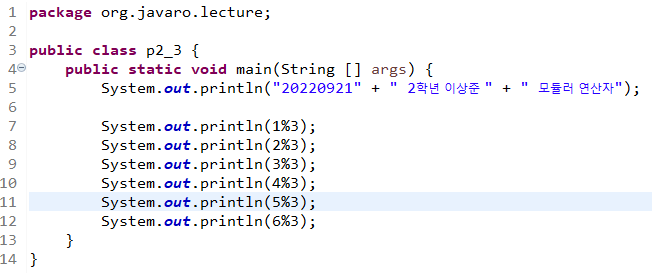 1 package org.javaro.lecture;
2
3 public class p2_3 {
4 public static void main(String [] args) {
5 System.out.println("20220921" + " 2학년 이상준 " + " 모듈러 연산자");
6
7 System.out.println(1%3);
8 System.out.println(2%3);
9 System.out.println(3%3);
10 System.out.println(4%3);
11 System.out.println(5%3);
12 System.out.println(6%3);
13 }
14 }